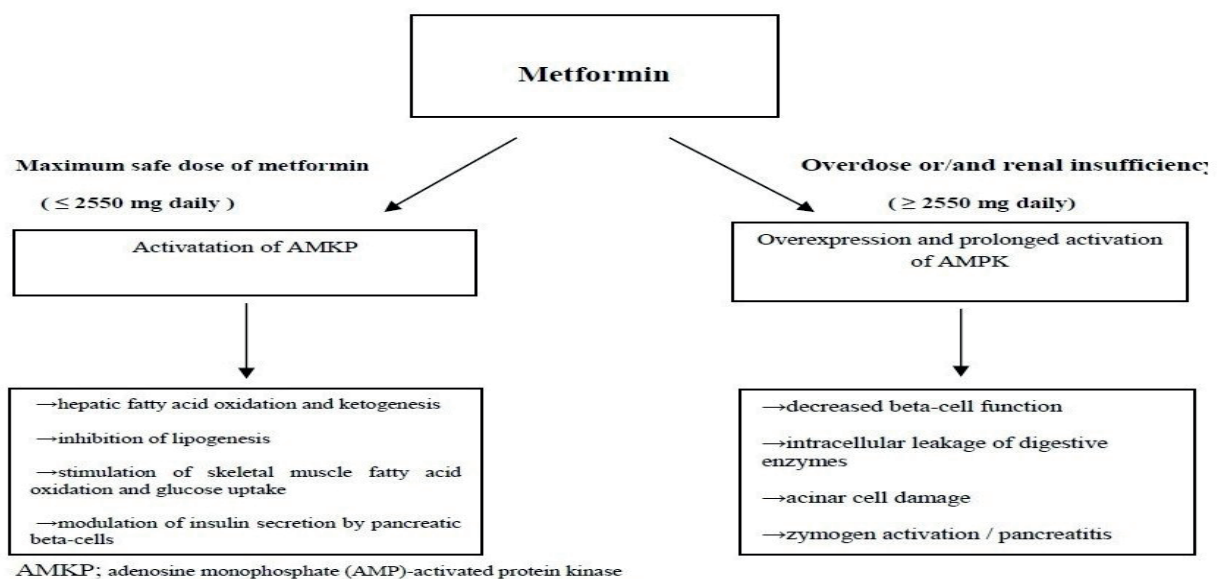 Metformin
Maximum safe dose of metformin
( ≤ 2550 mg daily )
Activatation of AMKP
→hepatic fatty acid oxidation and ketogenesis
→inhibition of lipogenesis
→stimulation of skeletal muscle fatty acid
oxidation and glucose uptake
→modulation of insulin secretion by pancreatic
beta-cells
Overdose or/and renal insufficiency
( ≥ 2550 mg daily)
Overexpression and prolonged activation
of AMPK
→decreased beta-cell function
→intracellular leakage of digestive
enzymes
→acinar cell damage
→zymogen activation / pancreatitis
AMKP; adenosine monophosphate (AMP)-activated protein kinase